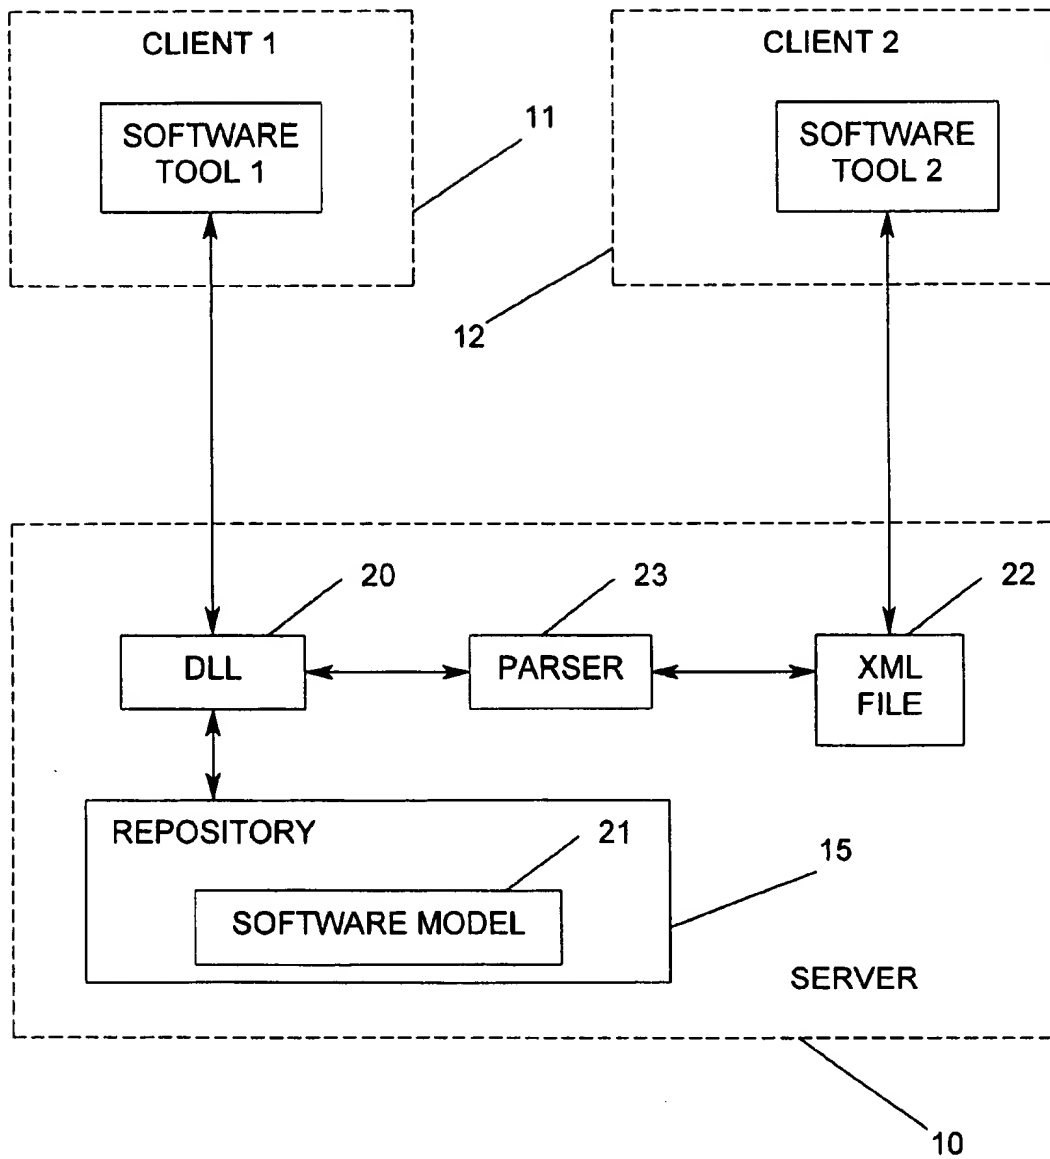 CLIENT 1
CLIENT 2
SOFTWARE
TOOL 1
SOFTWARE
TOOL 2
11
12
20
23
22
DLL
PARSER
XML
FILE
REPOSITORY
21
15
SOFTWARE MODEL
SERVER
10